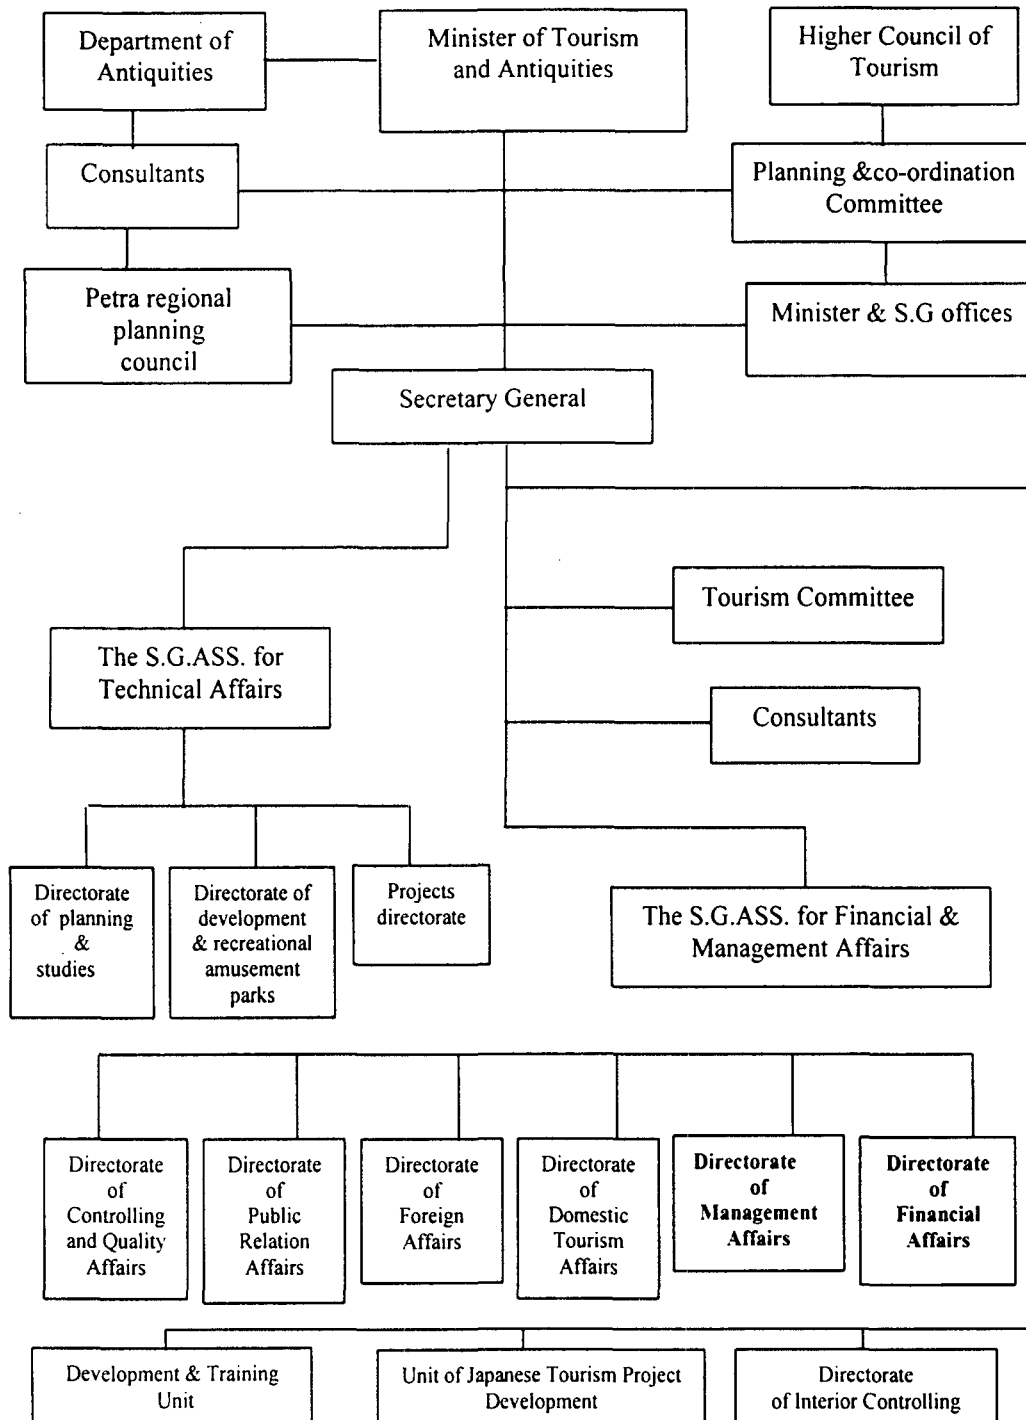 Department of
Antiquities
Minister of Tourism
and Antiquities
Higher Council of
Tourism
Consultants
Planning &co-ordination
Committee
Petra regional
planning
council
Minister & S.G offices
Secretary General
Tourism Committee
The S.G.ASS. for
Technical Affairs
Consultants
Directorate
of planning
&
studies
Directorate of
development
& recreational
amusement
parks
Projects
directorate
The S.G.ASS. for Financial &
Management Affairs
Directorate
of
Controlling
and Quality
Affairs
Directorate
of
Public
Relation
Affairs
Directorate
of
Foreign
Affairs
Directorate
of
Domestic
Tourism
Affairs
Directorate
of
Management
Affairs
Directorate
of
Financial
Affairs
Development & Training
Unit
Unit of Japanese Tourism Project
Development
Directorate
of Interior Controlling